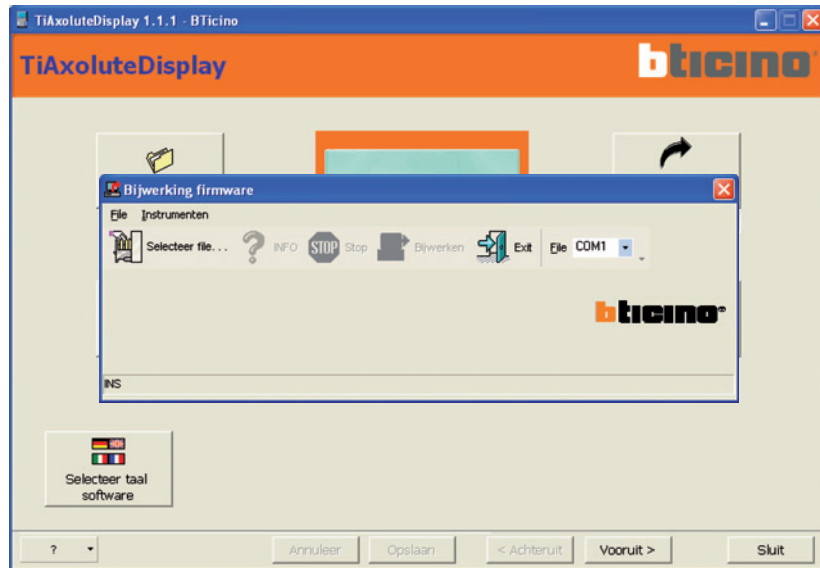 TiAxoluteDisplay 1.1.1 - BTicino
TiAxoluteDisplay
bticino
Bijwerking firmware
File Instrumenten
Selecteer file... INFO STOP Stop Bijwerken Exit File COM1
bticino
INS
Selecteer taal
software
? Annuleer Opslaan < Achteruit Vooruit > Sluit